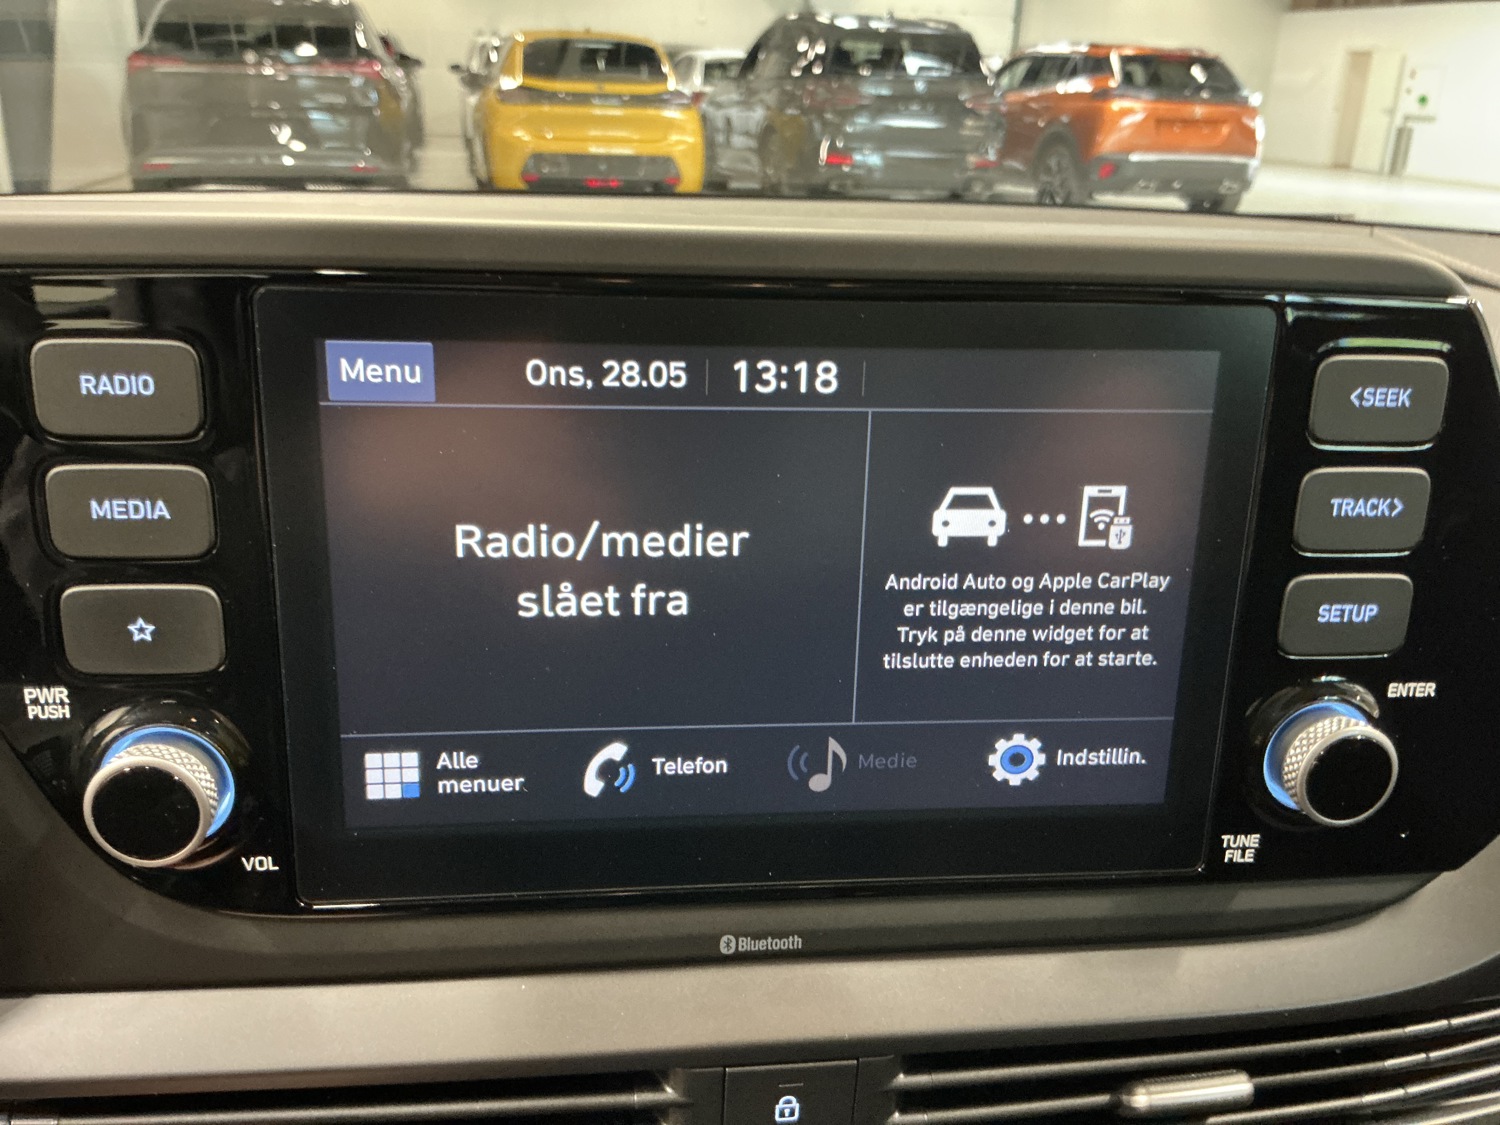 Menu
Ons, 28.05
13:18
RADIO
MEDIA
PWR
PUSH
VOL
Radio/medier
slået fra
Android Auto og Apple CarPlay
er tilgængelige i denne bil.
Tryk på denne widget for at
tilslutte enheden for at starte.
Alle
menuer
Telefon
Medie
Indstillin.
<SEEK
TRACK>
SETUP
ENTER
TUNE
FILE
Bluetooth